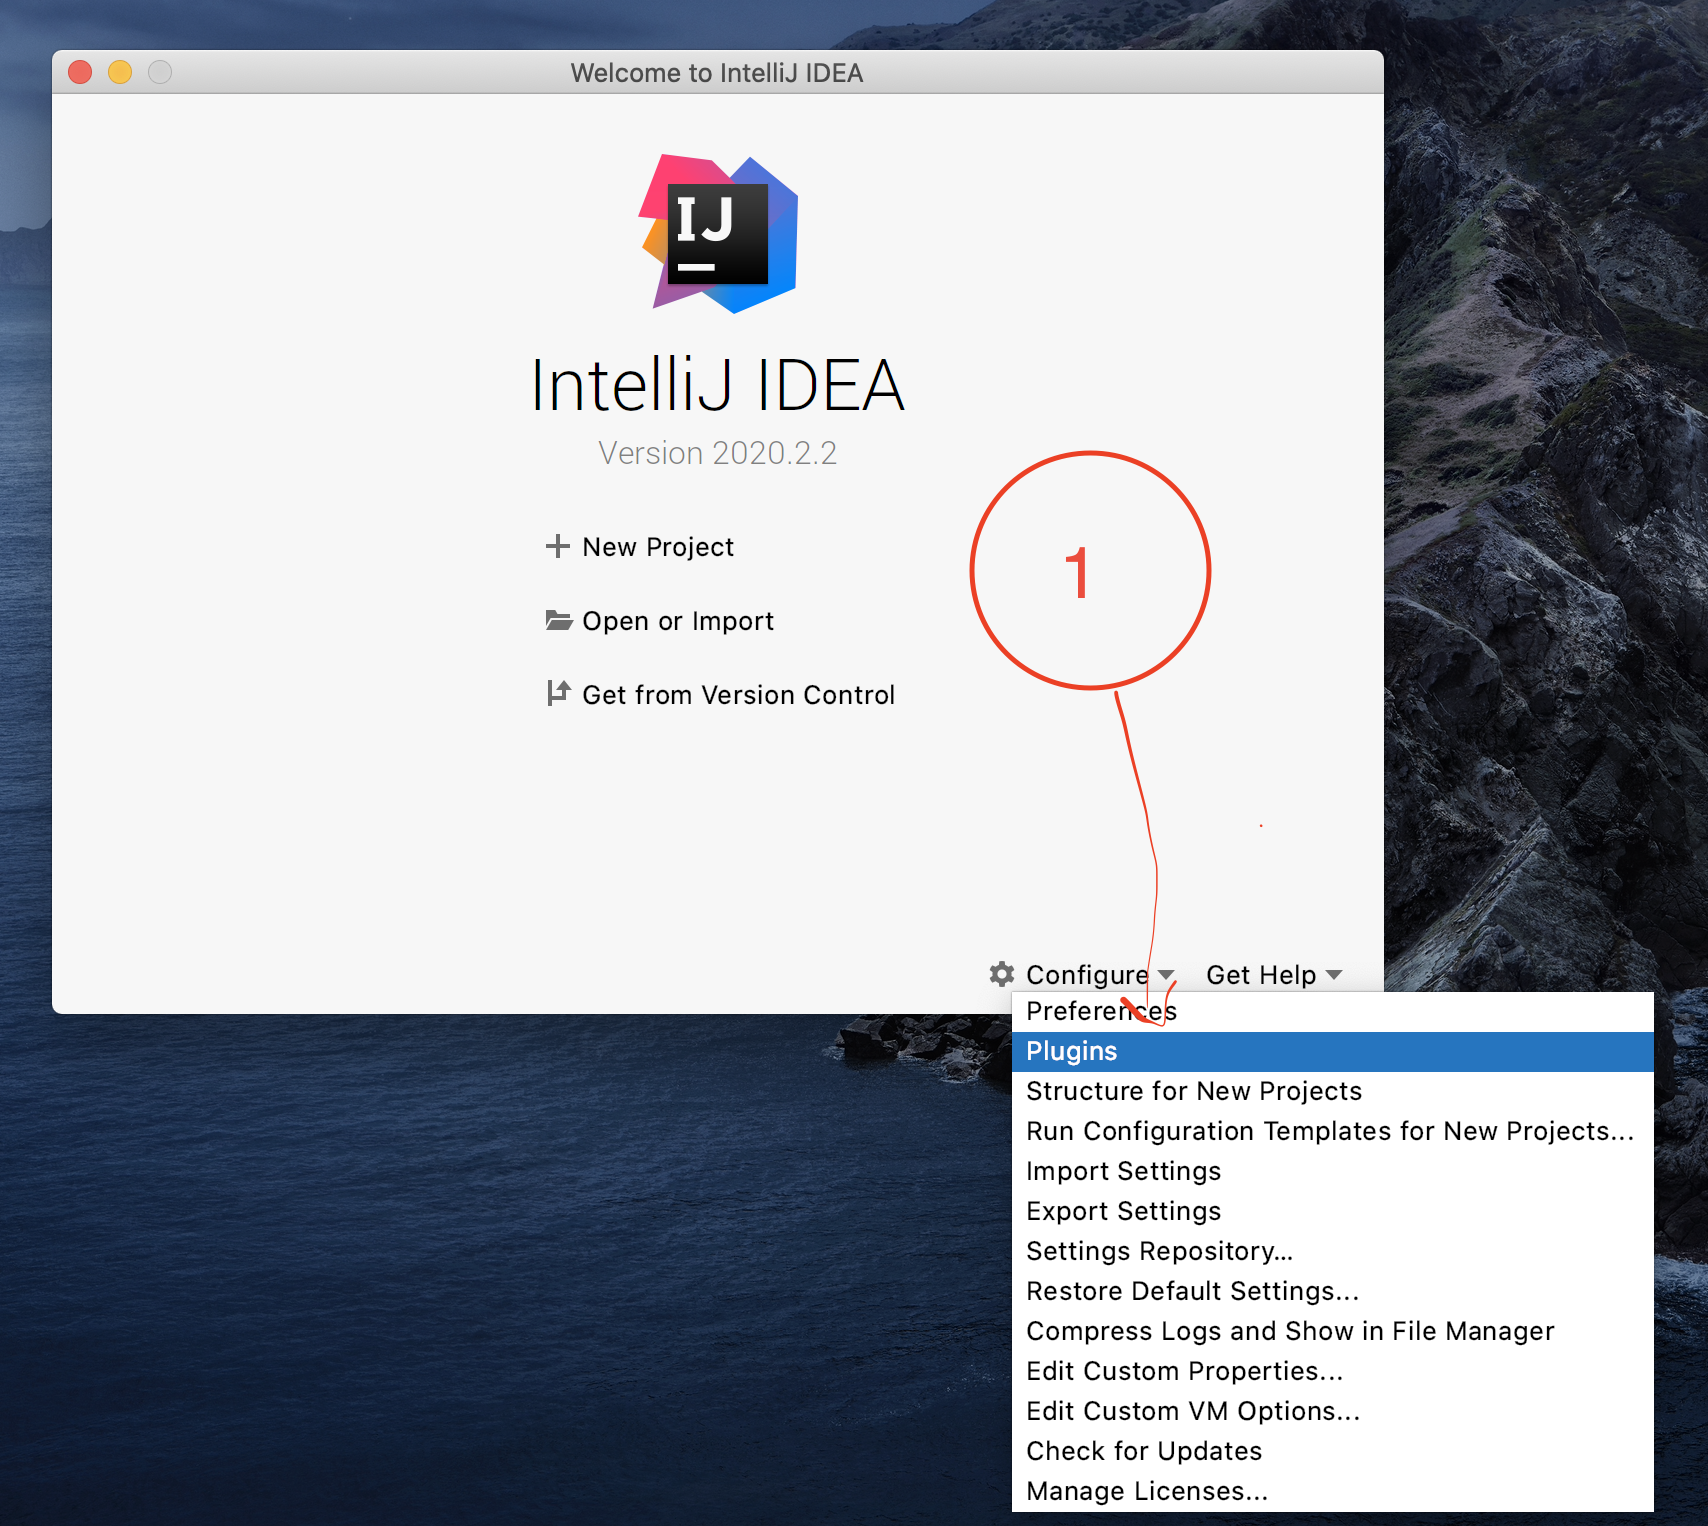 Welcome to IntelliJ IDEA
IJ
IntelliJ IDEA
Version 2020.2.2
New Project
Open or Import
Get from Version Control
1
Configure
Get Help
Preferences
Plugins
Structure for New Projects
Run Configuration Templates for New Projects...
Import Settings
Export Settings
Settings Repository...
Restore Default Settings...
Compress Logs and Show in File Manager
Edit Custom Properties...
Edit Custom VM Options...
Check for Updates
Manage Licenses...